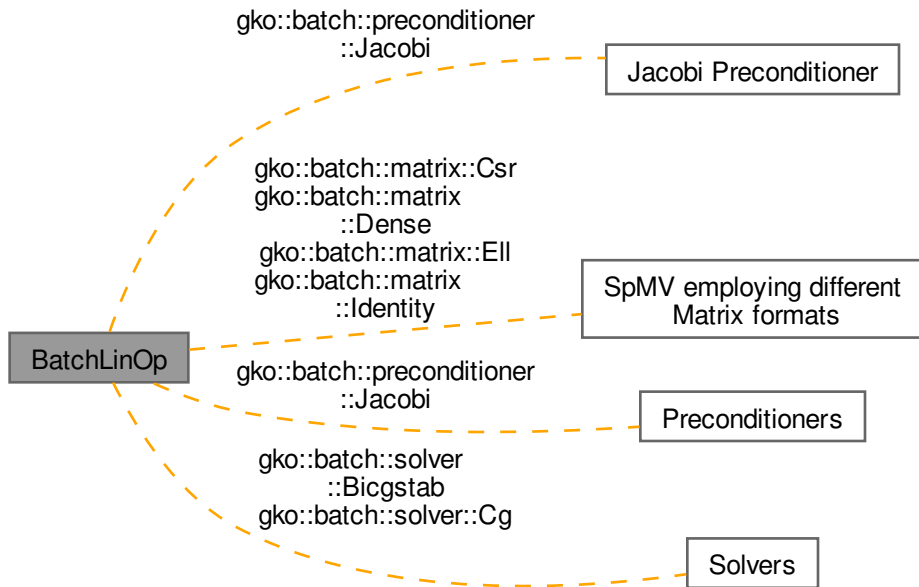 gko::batch::preconditioner
::Jacobi
Jacobi Preconditioner
gko::batch::matrix::Csr
gko::batch::matrix
::Dense
gko::batch::matrix::Ell
gko::batch::matrix
::Identity
SpMV employing different
Matrix formats
BatchLinOp
gko::batch::preconditioner
::Jacobi
Preconditioners
gko::batch::solver
::Bicgstab
gko::batch::solver::Cg
Solvers